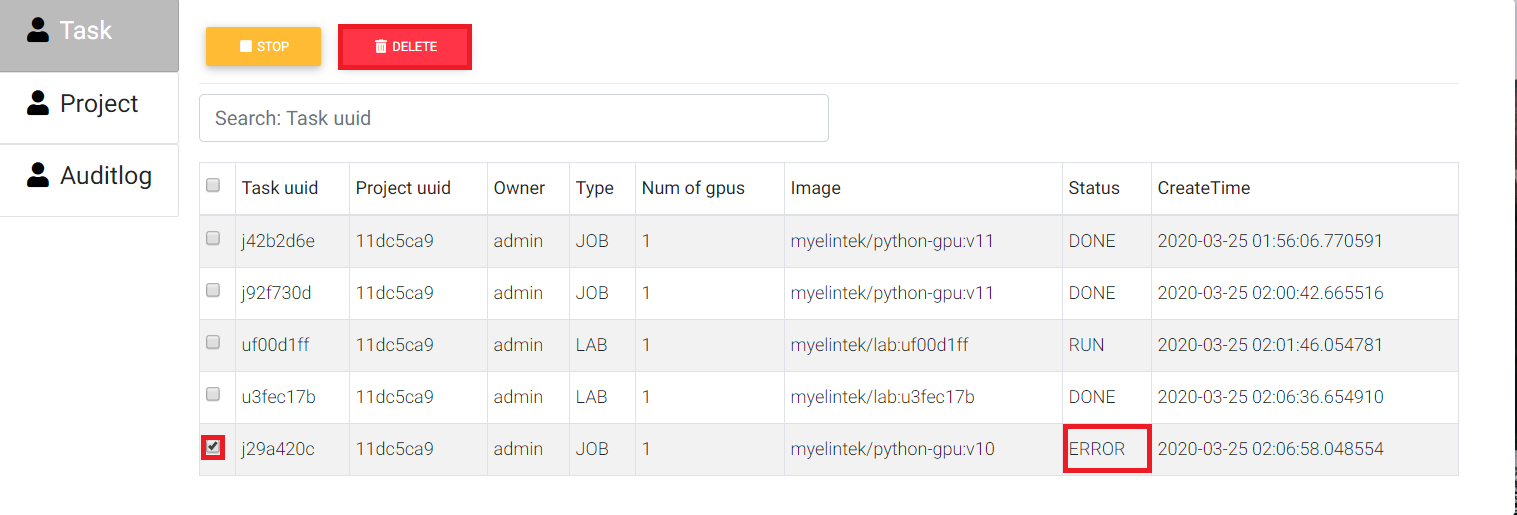 Task
Project
Auditlog
STOP DELETE
Search: Task uuid
Task uuid Project uuid Owner Type Num of gpus Image Status CreateTime
j42b2d6e 11dc5ca9 admin JOB 1 myelintek/python-gpu:v11 DONE 2020-03-25 01:56:06.770591
j92f730d 11dc5ca9 admin JOB 1 myelintek/python-gpu:v11 DONE 2020-03-25 02:00:42.665516
uf00d1ff 11dc5ca9 admin LAB 1 myelintek/lab:uf00d1ff RUN 2020-03-25 02:01:46.054781
u3fec17b 11dc5ca9 admin LAB 1 myelintek/lab:u3fec17b DONE 2020-03-25 02:06:36.654910
j29a420c 11dc5ca9 admin JOB 1 myelintek/python-gpu:v10 ERROR 2020-03-25 02:06:58.048554